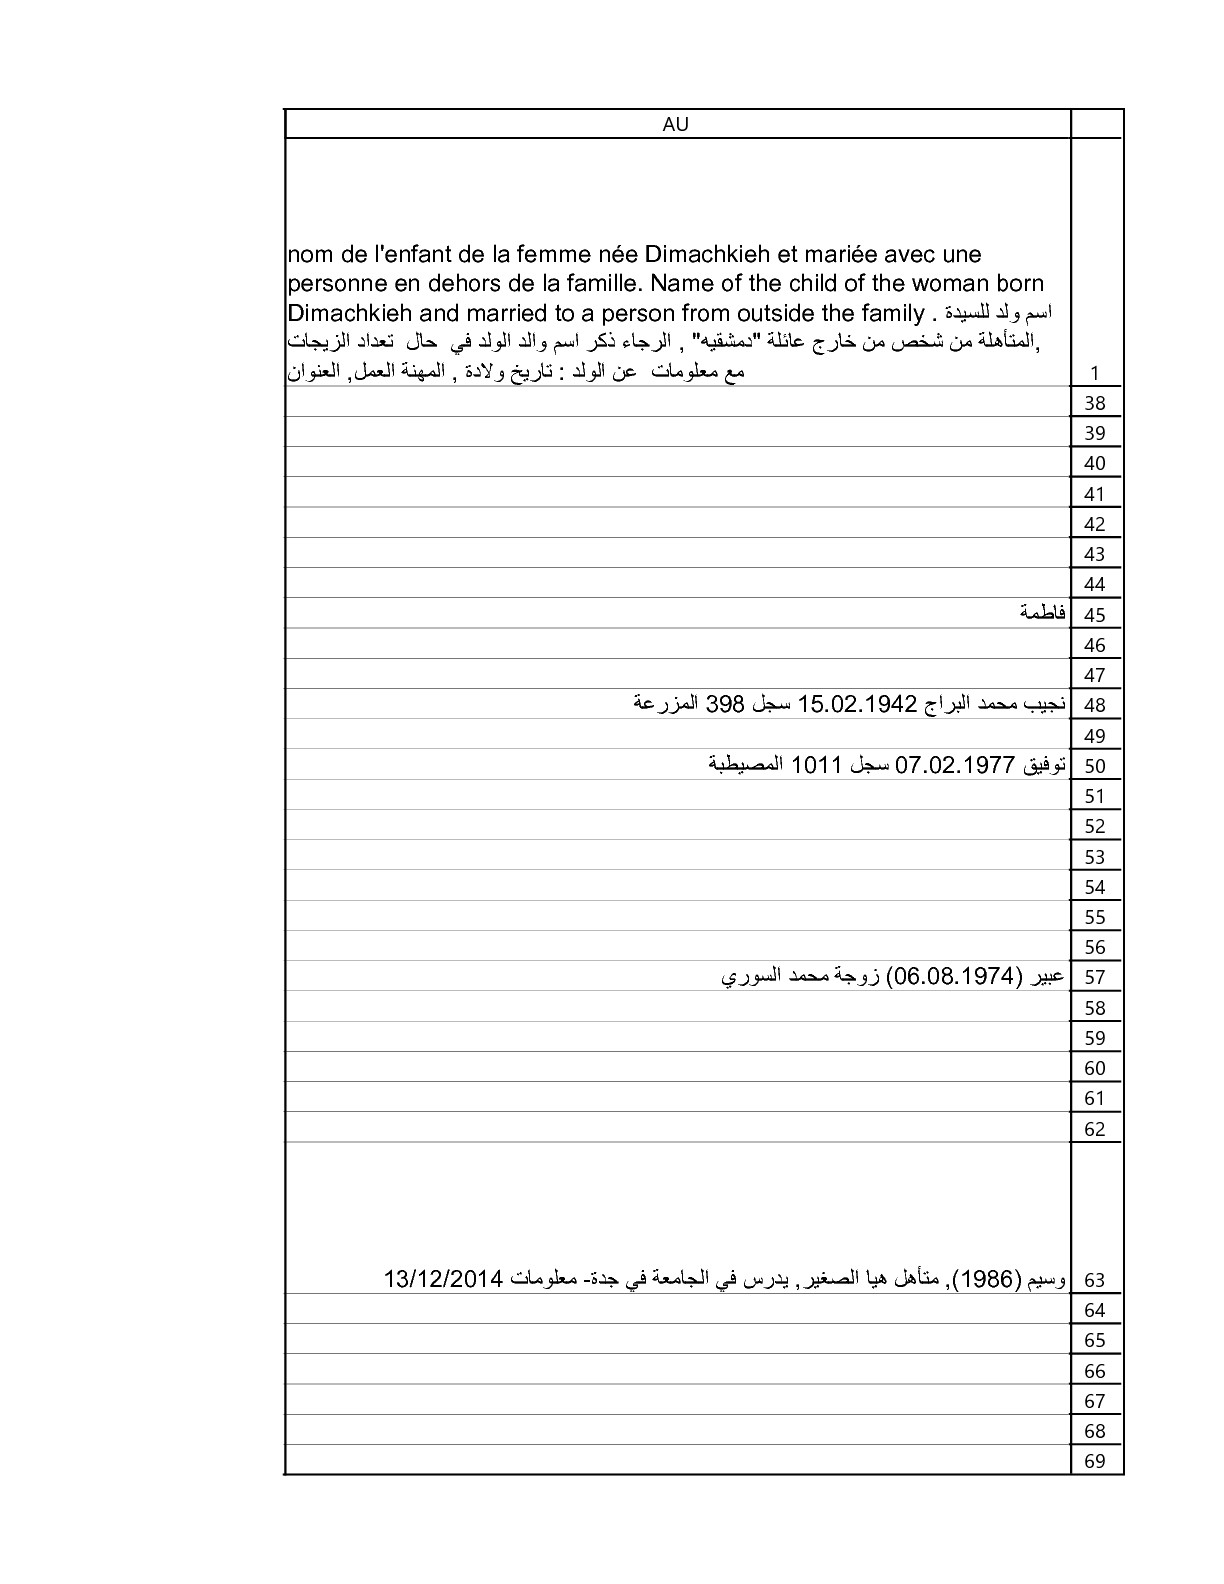 AU
nom de l'enfant de la femme née Dimachkieh et mariée avec une
personne en dehors de la famille. Name of the child of the woman born
Dimachkieh and married to a person from outside the family . اسم ولد للسيدة
المتأهلة من شخص من خارج عائلة "دمشقيه" , الرجاء ذكر اسم والد الولد في حال تعداد الزيجات,
مع معلومات عن الولد : تاريخ ولادة , المهنة العمل, العنوان
1
38
39
40
41
42
43
44
45 فاطمة
46
47
48 نجيب محمد البراج 15.02.1942 سجل 398 المزرعة
49
50 توفيق 07.02.1977 سجل 1011 المصيطبة
51
52
53
54
55
56
57 عبير (06.08.1974) زوجة محمد السوري
58
59
60
61
62
63 وسيم (1986), متأهل هيا الصغير, يدرس في الجامعة في جدة- معلومات 13/12/2014
64
65
66
67
68
69